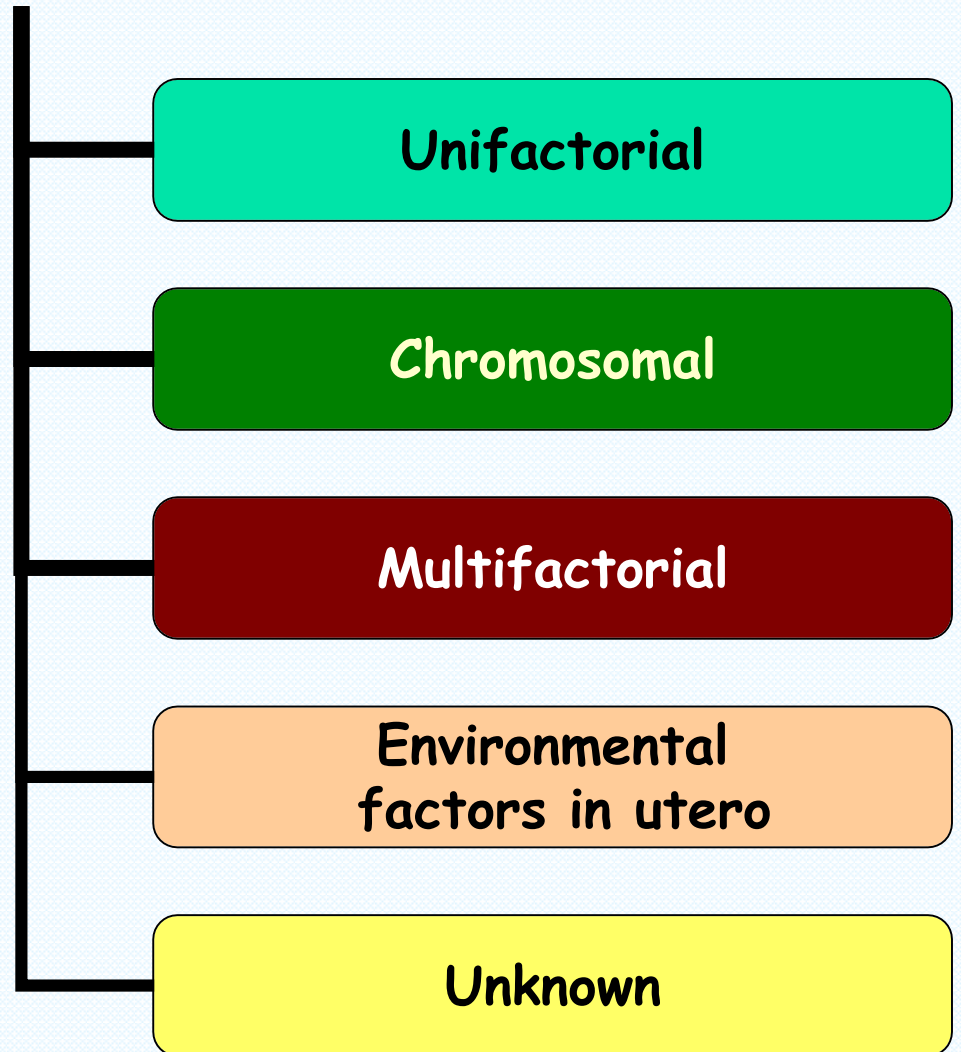 Unifactorial
Chromosomal
Multifactorial
Environmental
factors in utero
Unknown